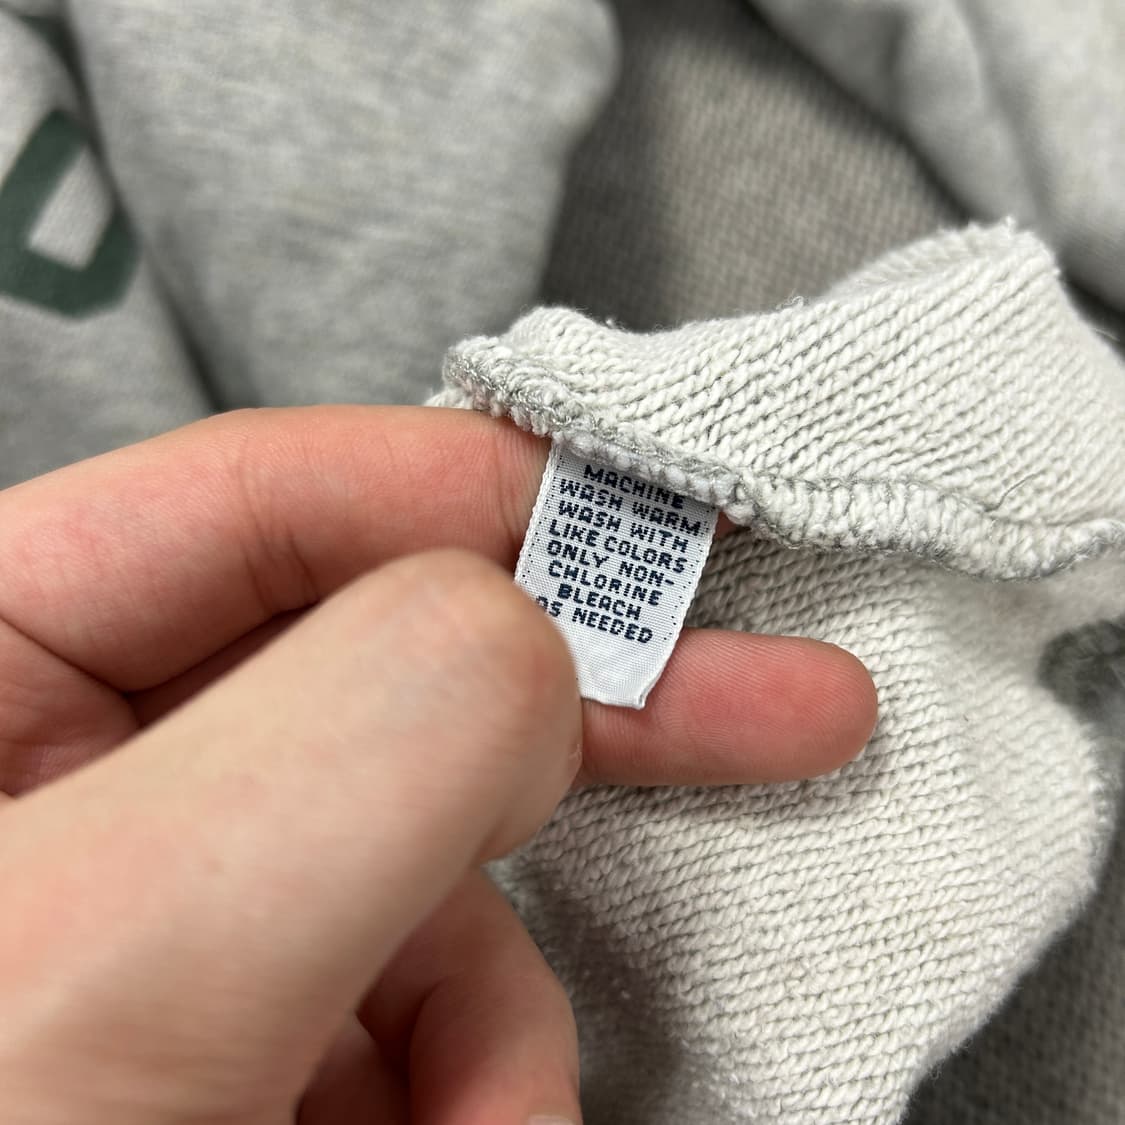 MACHINE
WASH WARM
WASH WITH
LIKE COLORS
ONLY NON-
CHLORINE
BLEACH
AS NEEDED